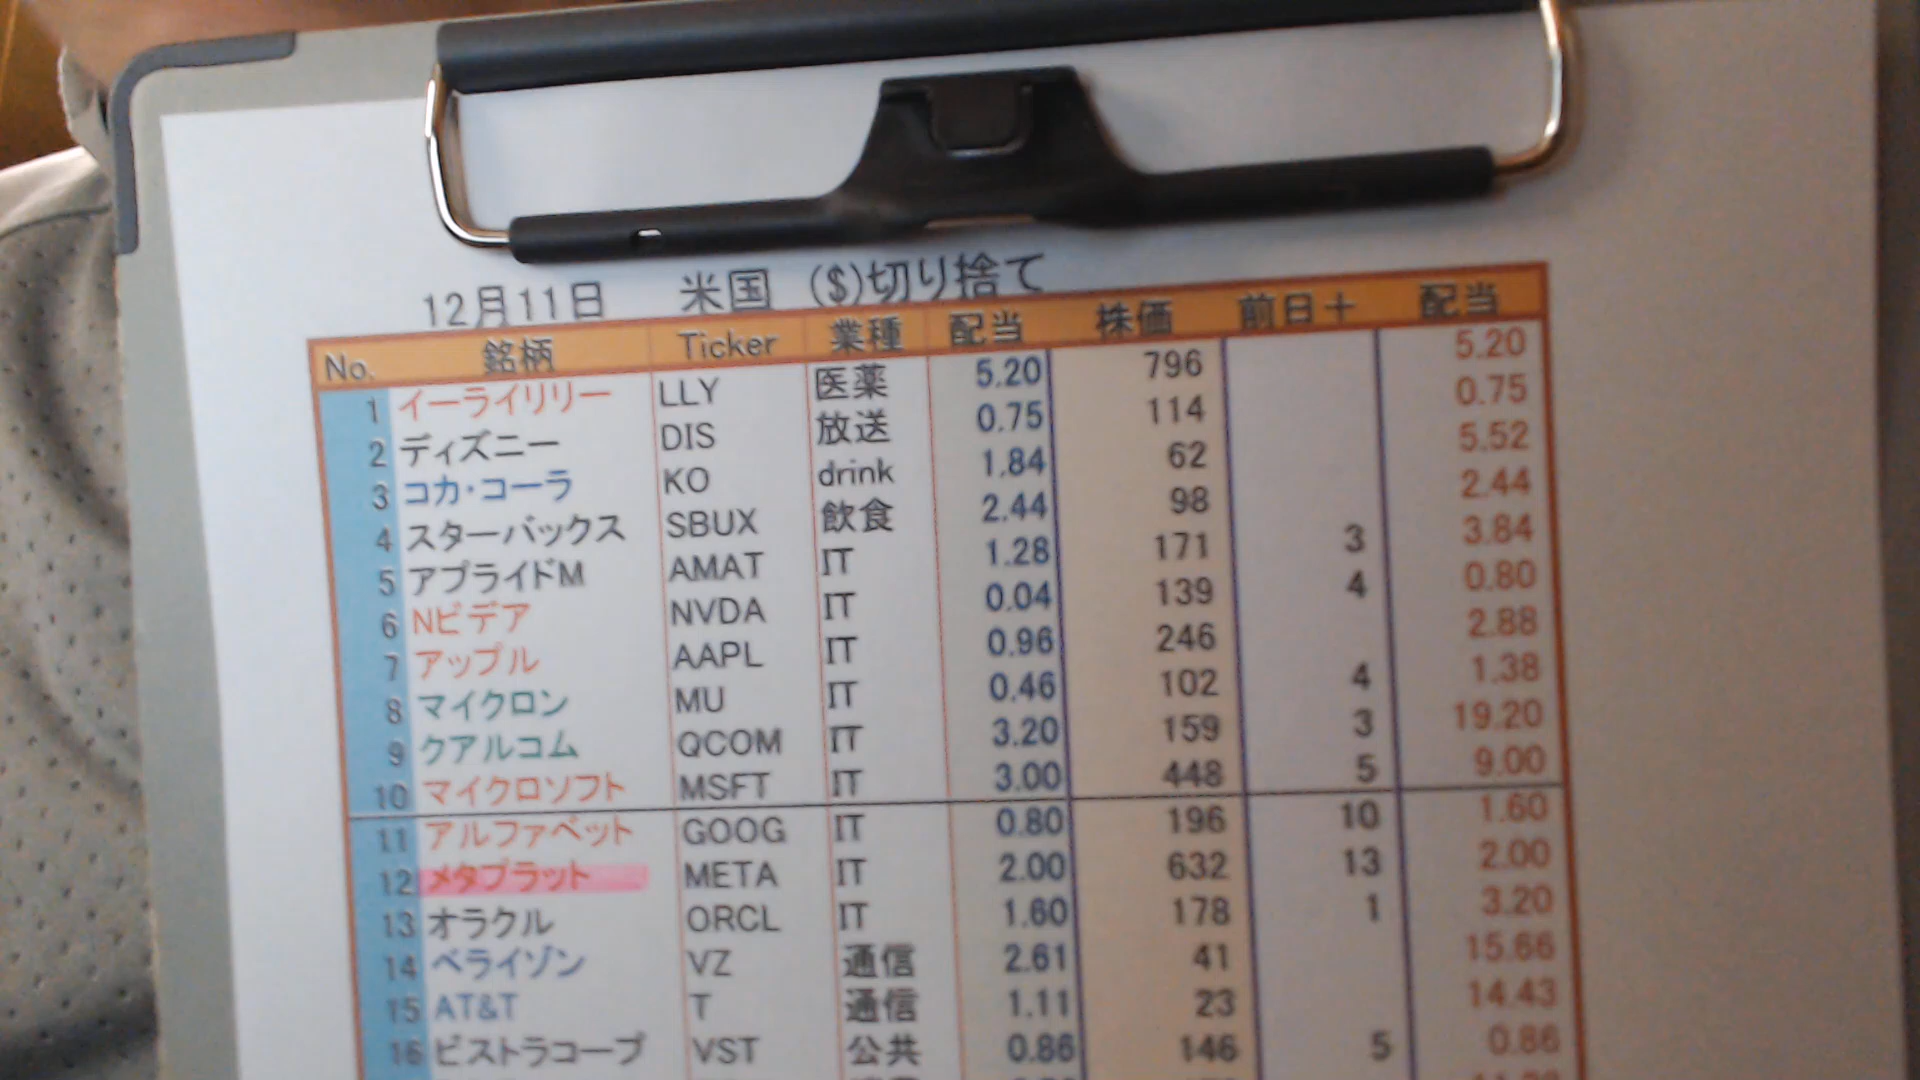 12月11日 米国 ($)切り捨て
No. 銘柄 Ticker 業種 配当 株価 前日＋ 配当
1 イーライリリー LLY 医薬 5.20 796 5.20
2 ディズニー DIS 放送 0.75 114 0.75
3 コカ・コーラ KO drink 1.84 62 5.52
4 スターバックス SBUX 飲食 2.44 98 2.44
5 アプライドM AMAT IT 1.28 171 3 3.84
6 Nビデア NVDA IT 0.04 139 4 0.80
7 アップル AAPL IT 0.96 246 2.88
8 マイクロン MU IT 0.46 102 4 1.38
9 クアルコム QCOM IT 3.20 159 3 19.20
10 マイクロソフト MSFT IT 3.00 448 5 9.00
11 アルファベット GOOG IT 0.80 196 10 1.60
12 メタプラット META IT 2.00 632 13 2.00
13 オラクル ORCL IT 1.60 178 1 3.20
14 ベライゾン VZ 通信 2.61 41 15.66
15 AT&T T 通信 1.11 23 14.43
16 ビストラコープ VST 公共 0.86 146 5 0.86